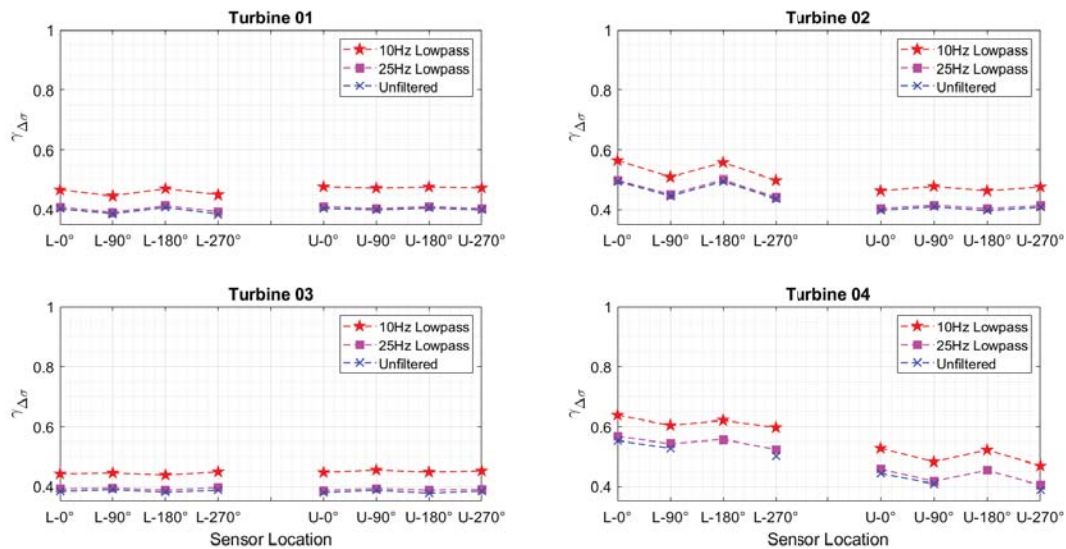 Turbine 01
1
0.8
0.6
0.4
γΔσ
10Hz Lowpass
25Hz Lowpass
Unfiltered
L-0° L-90° L-180° L-270° U-0° U-90° U-180° U-270°
Turbine 02
1
0.8
0.6
0.4
γΔσ
10Hz Lowpass
25Hz Lowpass
Unfiltered
L-0° L-90° L-180° L-270° U-0° U-90° U-180° U-270°
Turbine 03
1
0.8
0.6
0.4
γΔσ
10Hz Lowpass
25Hz Lowpass
Unfiltered
L-0° L-90° L-180° L-270° U-0° U-90° U-180° U-270°
Sensor Location
Turbine 04
1
0.8
0.6
0.4
γΔσ
10Hz Lowpass
25Hz Lowpass
Unfiltered
L-0° L-90° L-180° L-270° U-0° U-90° U-180° U-270°
Sensor Location